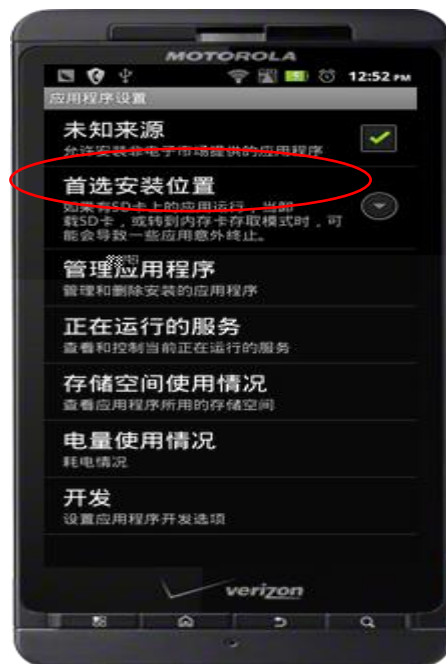 MOTOROLA
12:52 PM
应用程序设置
未知来源
允许安装非电子市场提供的应用程序
首选安装位置
如果有SD卡上的应用运行，当卸
载SD卡，或转到内存卡存取模式时，可
能会导致一些应用意外终止。
管理应用程序
管理和删除安装的应用程序
正在运行的服务
查看和控制当前正在运行的服务
存储空间使用情况
查看应用程序所用的存储空间
电量使用情况
耗电情况
开发
设置应用程序开发选项
verizon